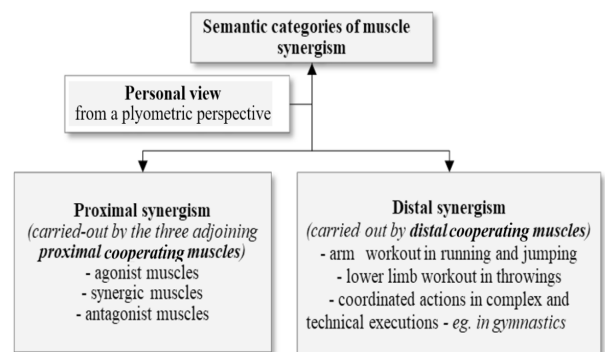 Semantic categories of muscle
synergism
Personal view
from a plyometric perspective
Proximal synergism
(carried-out by the three adjoining
proximal cooperating muscles)
- agonist muscles
- synergic muscles
- antagonist muscles
Distal synergism
(carried out by distal cooperating muscles)
- arm workout in running and jumping
- lower limb workout in throwings
- coordinated actions in complex and
technical executions - eg. in gymnastics